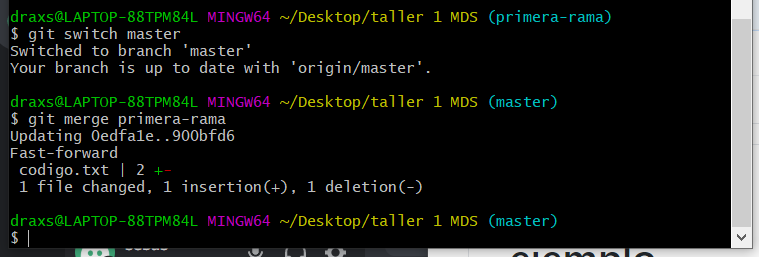 draxs@LAPTOP-88TPM84L MINGW64 ~/Desktop/taller 1 MDS (primera-rama)
$ git switch master
Switched to branch 'master'
Your branch is up to date with 'origin/master'.
draxs@LAPTOP-88TPM84L MINGW64 ~/Desktop/taller 1 MDS (master)
$ git merge primera-rama
Updating 0edfa1e..900bfd6
Fast-forward
codigo.txt | 2 +-
1 file changed, 1 insertion(+), 1 deletion(-)
draxs@LAPTOP-88TPM84L MINGW64 ~/Desktop/taller 1 MDS (master)
$
ejemplo